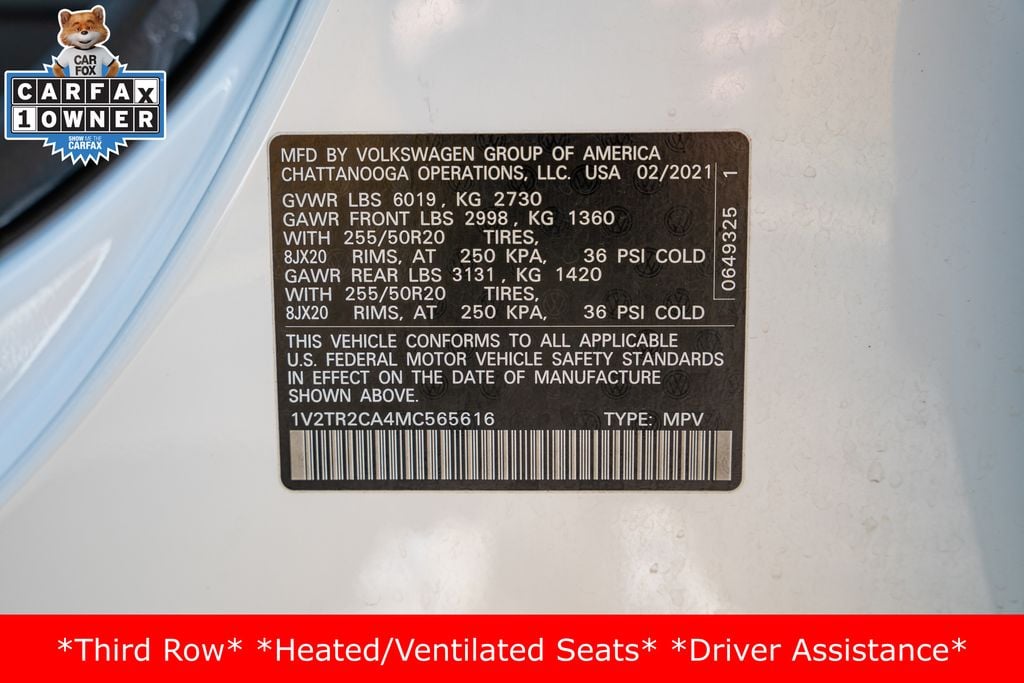 CAR
FOX
CARFAX
1 OWNER
SHOW ME THE
CARFAX
MFD BY VOLKSWAGEN GROUP OF AMERICA
CHATTANOOGA OPERATIONS, LLC. USA 02/2021
GVWR LBS 6019, KG 2730
GAWR FRONT LBS 2998, KG 1360
WITH 255/50R20 TIRES,
8JX20 RIMS, AT 250 KPA, 36 PSI COLD
GAWR REAR LBS 3131, KG 1420
WITH 255/50R20 TIRES,
8JX20 RIMS, AT 250 KPA, 36 PSI COLD
0649325 1
THIS VEHICLE CONFORMS TO ALL APPLICABLE
U.S. FEDERAL MOTOR VEHICLE SAFETY STANDARDS
IN EFFECT ON THE DATE OF MANUFACTURE
SHOWN ABOVE.
1V2TR2CA4MC565616 TYPE: MPV
*Third Row* *Heated/Ventilated Seats* *Driver Assistance*